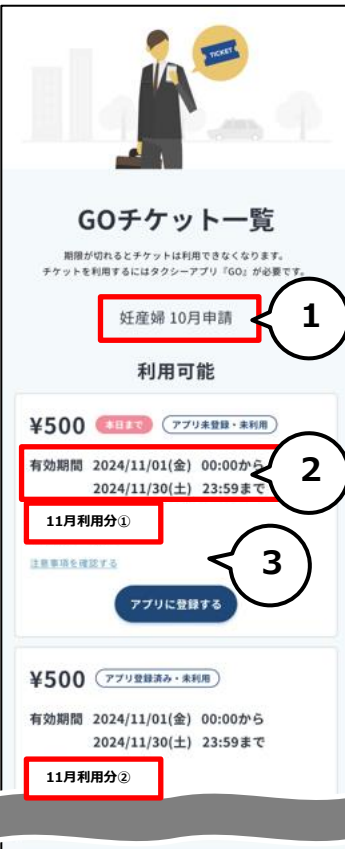 TICKET
GOチケット一覧
期限が切れるとチケットは利用できなくなります。
チケットを利用するにはタクシーアプリ『GO』が必要です。
妊産婦 10月申請
1
利用可能
¥500 本日まで アプリ未登録・未利用
有効期間 2024/11/01(金) 00:00から
2024/11/30(土) 23:59まで
2
11月利用分①
注意事項を確認する
3
アプリに登録する
¥500 アプリ登録済み・未利用
有効期間 2024/11/01(金) 00:00から
2024/11/30(土) 23:59まで
11月利用分②